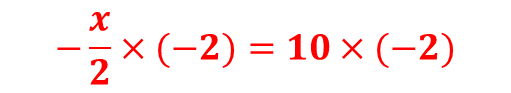 −x/2 × (−2) = 10 × (−2)